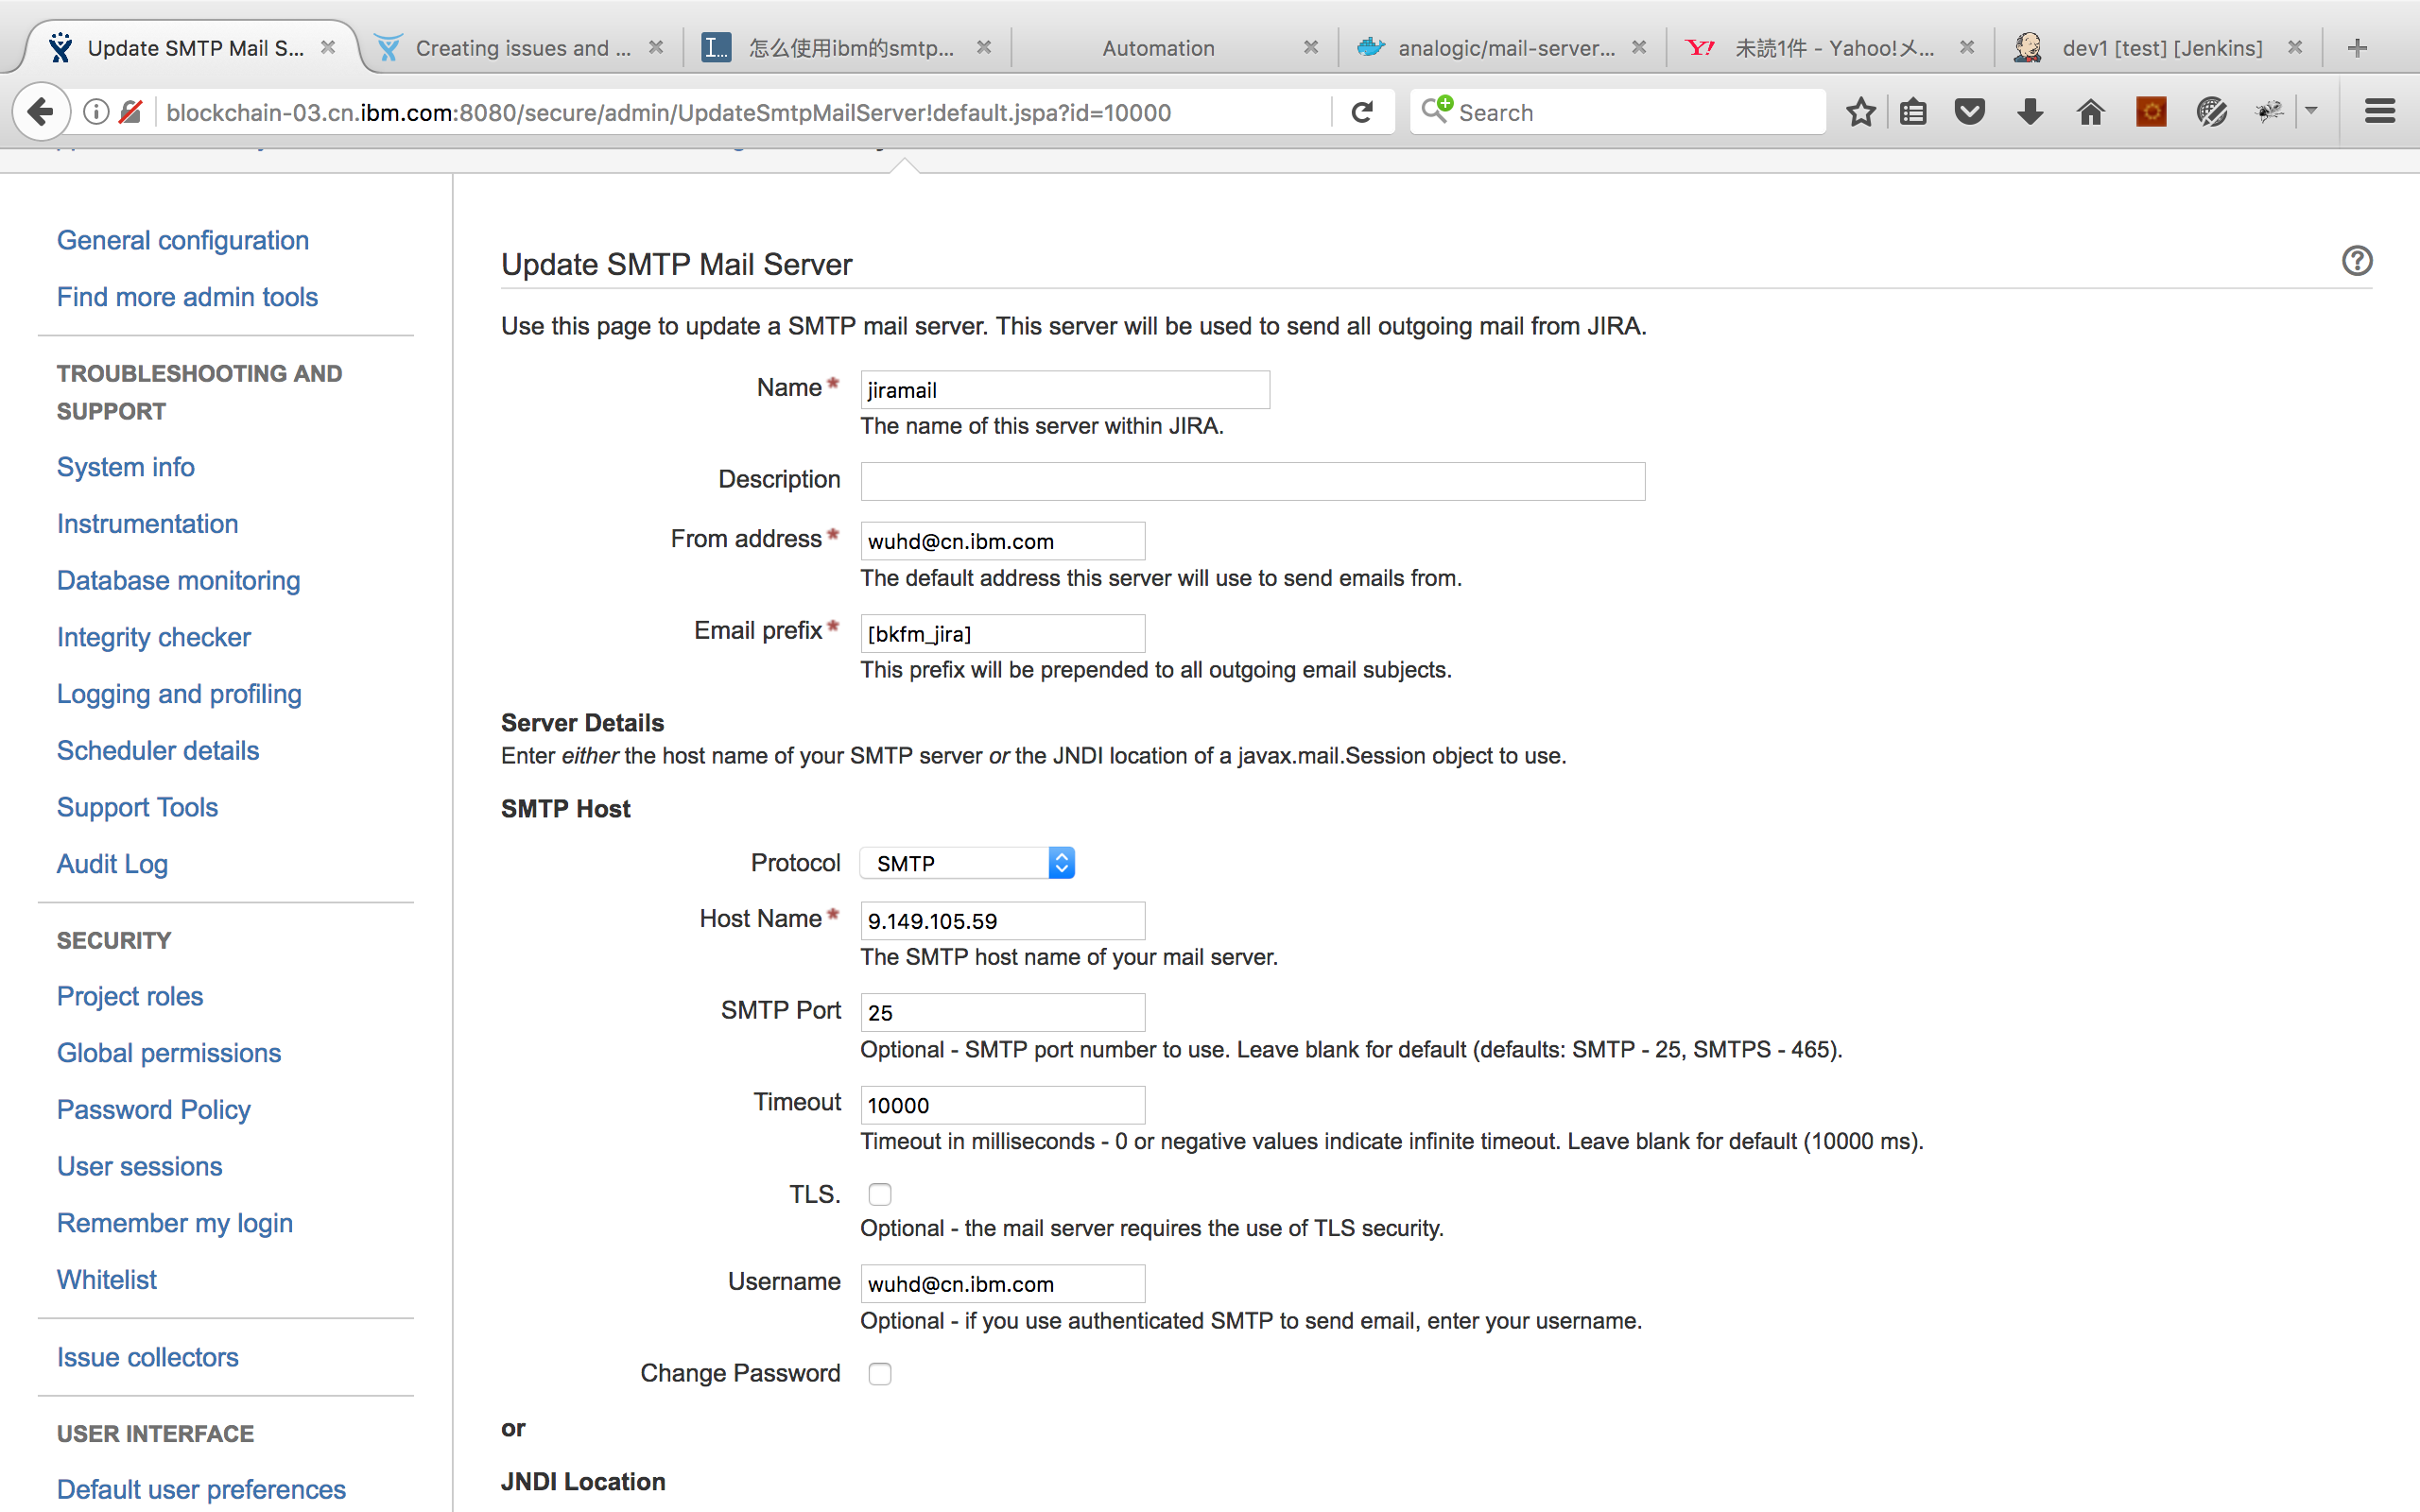 Update SMTP Mail S...
Creating issues and ...
I...
怎么使用ibm的smtp...
Automation
analogic/mail-server...
Y!
未読1件 - Yahoo!メ...
dev1 [test] [Jenkins]
blockchain-03.cn.ibm.com:8080/secure/admin/UpdateSmtpMailServer!default.jspa?id=10000
Search
General configuration
Find more admin tools
TROUBLESHOOTING AND
SUPPORT
System info
Instrumentation
Database monitoring
Integrity checker
Logging and profiling
Scheduler details
Support Tools
Audit Log
SECURITY
Project roles
Global permissions
Password Policy
User sessions
Remember my login
Whitelist
Issue collectors
USER INTERFACE
Default user preferences
Update SMTP Mail Server
Use this page to update a SMTP mail server. This server will be used to send all outgoing mail from JIRA.
Name* jiramail
The name of this server within JIRA.
Description
From address* wuhd@cn.ibm.com
The default address this server will use to send emails from.
Email prefix* [bkfm_jira]
This prefix will be prepended to all outgoing email subjects.
Server Details
Enter either the host name of your SMTP server or the JNDI location of a javax.mail.Session object to use.
SMTP Host
Protocol SMTP
Host Name* 9.149.105.59
The SMTP host name of your mail server.
SMTP Port 25
Optional - SMTP port number to use. Leave blank for default (defaults: SMTP - 25, SMTPS - 465).
Timeout 10000
Timeout in milliseconds - 0 or negative values indicate infinite timeout. Leave blank for default (10000 ms).
TLS.
Optional - the mail server requires the use of TLS security.
Username wuhd@cn.ibm.com
Optional - if you use authenticated SMTP to send email, enter your username.
Change Password
or
JNDI Location